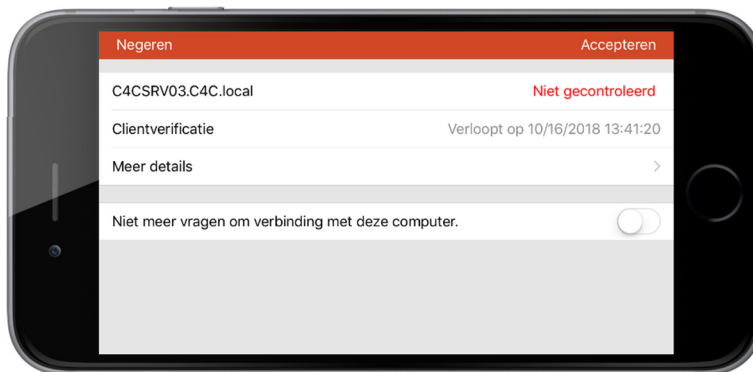 Negeren Accepteren
C4CSRV03.C4C.local Niet gecontroleerd
Clientverificatie Verloopt op 10/16/2018 13:41:20
Meer details
Niet meer vragen om verbinding met deze computer.